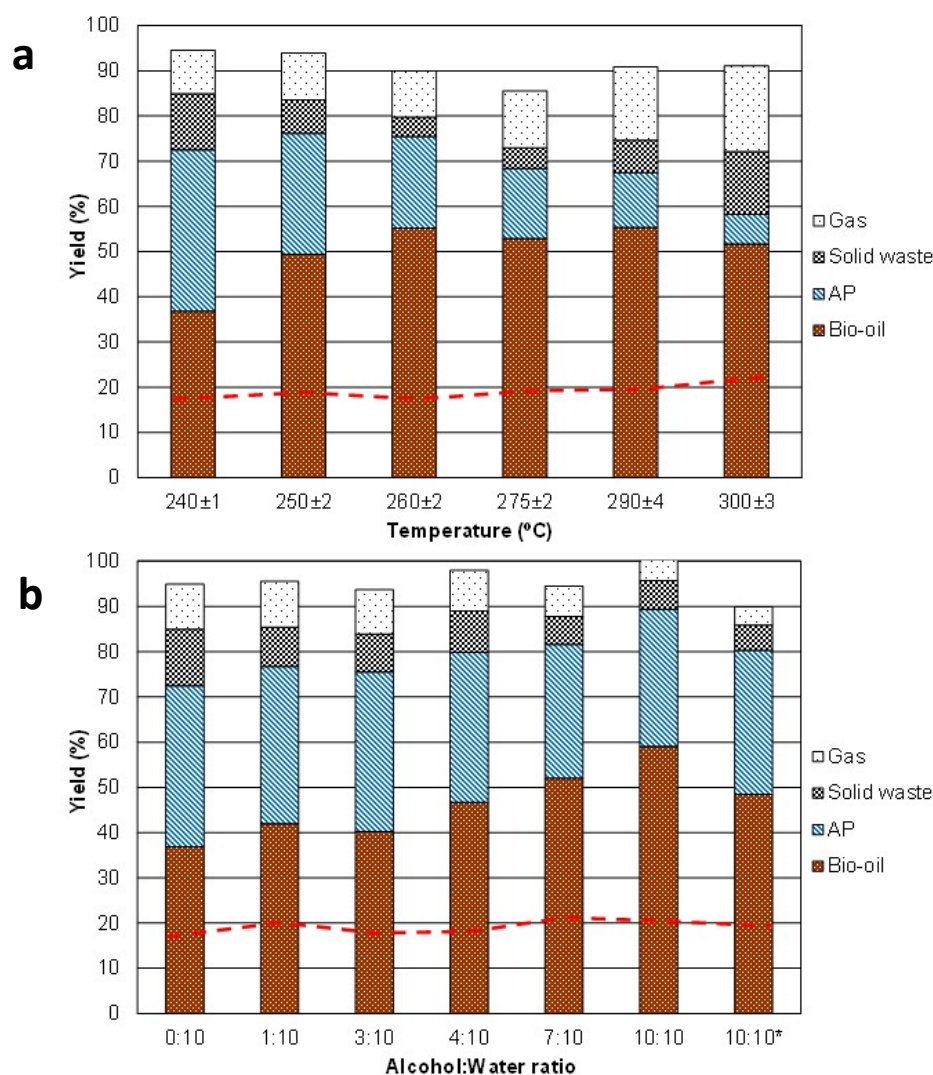 a
100
90
80
70
60
50
40
30
20
10
0
Yield (%)
240±1 250±2 260±2 275±2 290±4 300±3
Temperature (ºC)
Gas
Solid waste
AP
Bio-oil
b
100
90
80
70
60
50
40
30
20
10
0
Yield (%)
0:10 1:10 3:10 4:10 7:10 10:10 10:10*
Alcohol:Water ratio
Gas
Solid waste
AP
Bio-oil